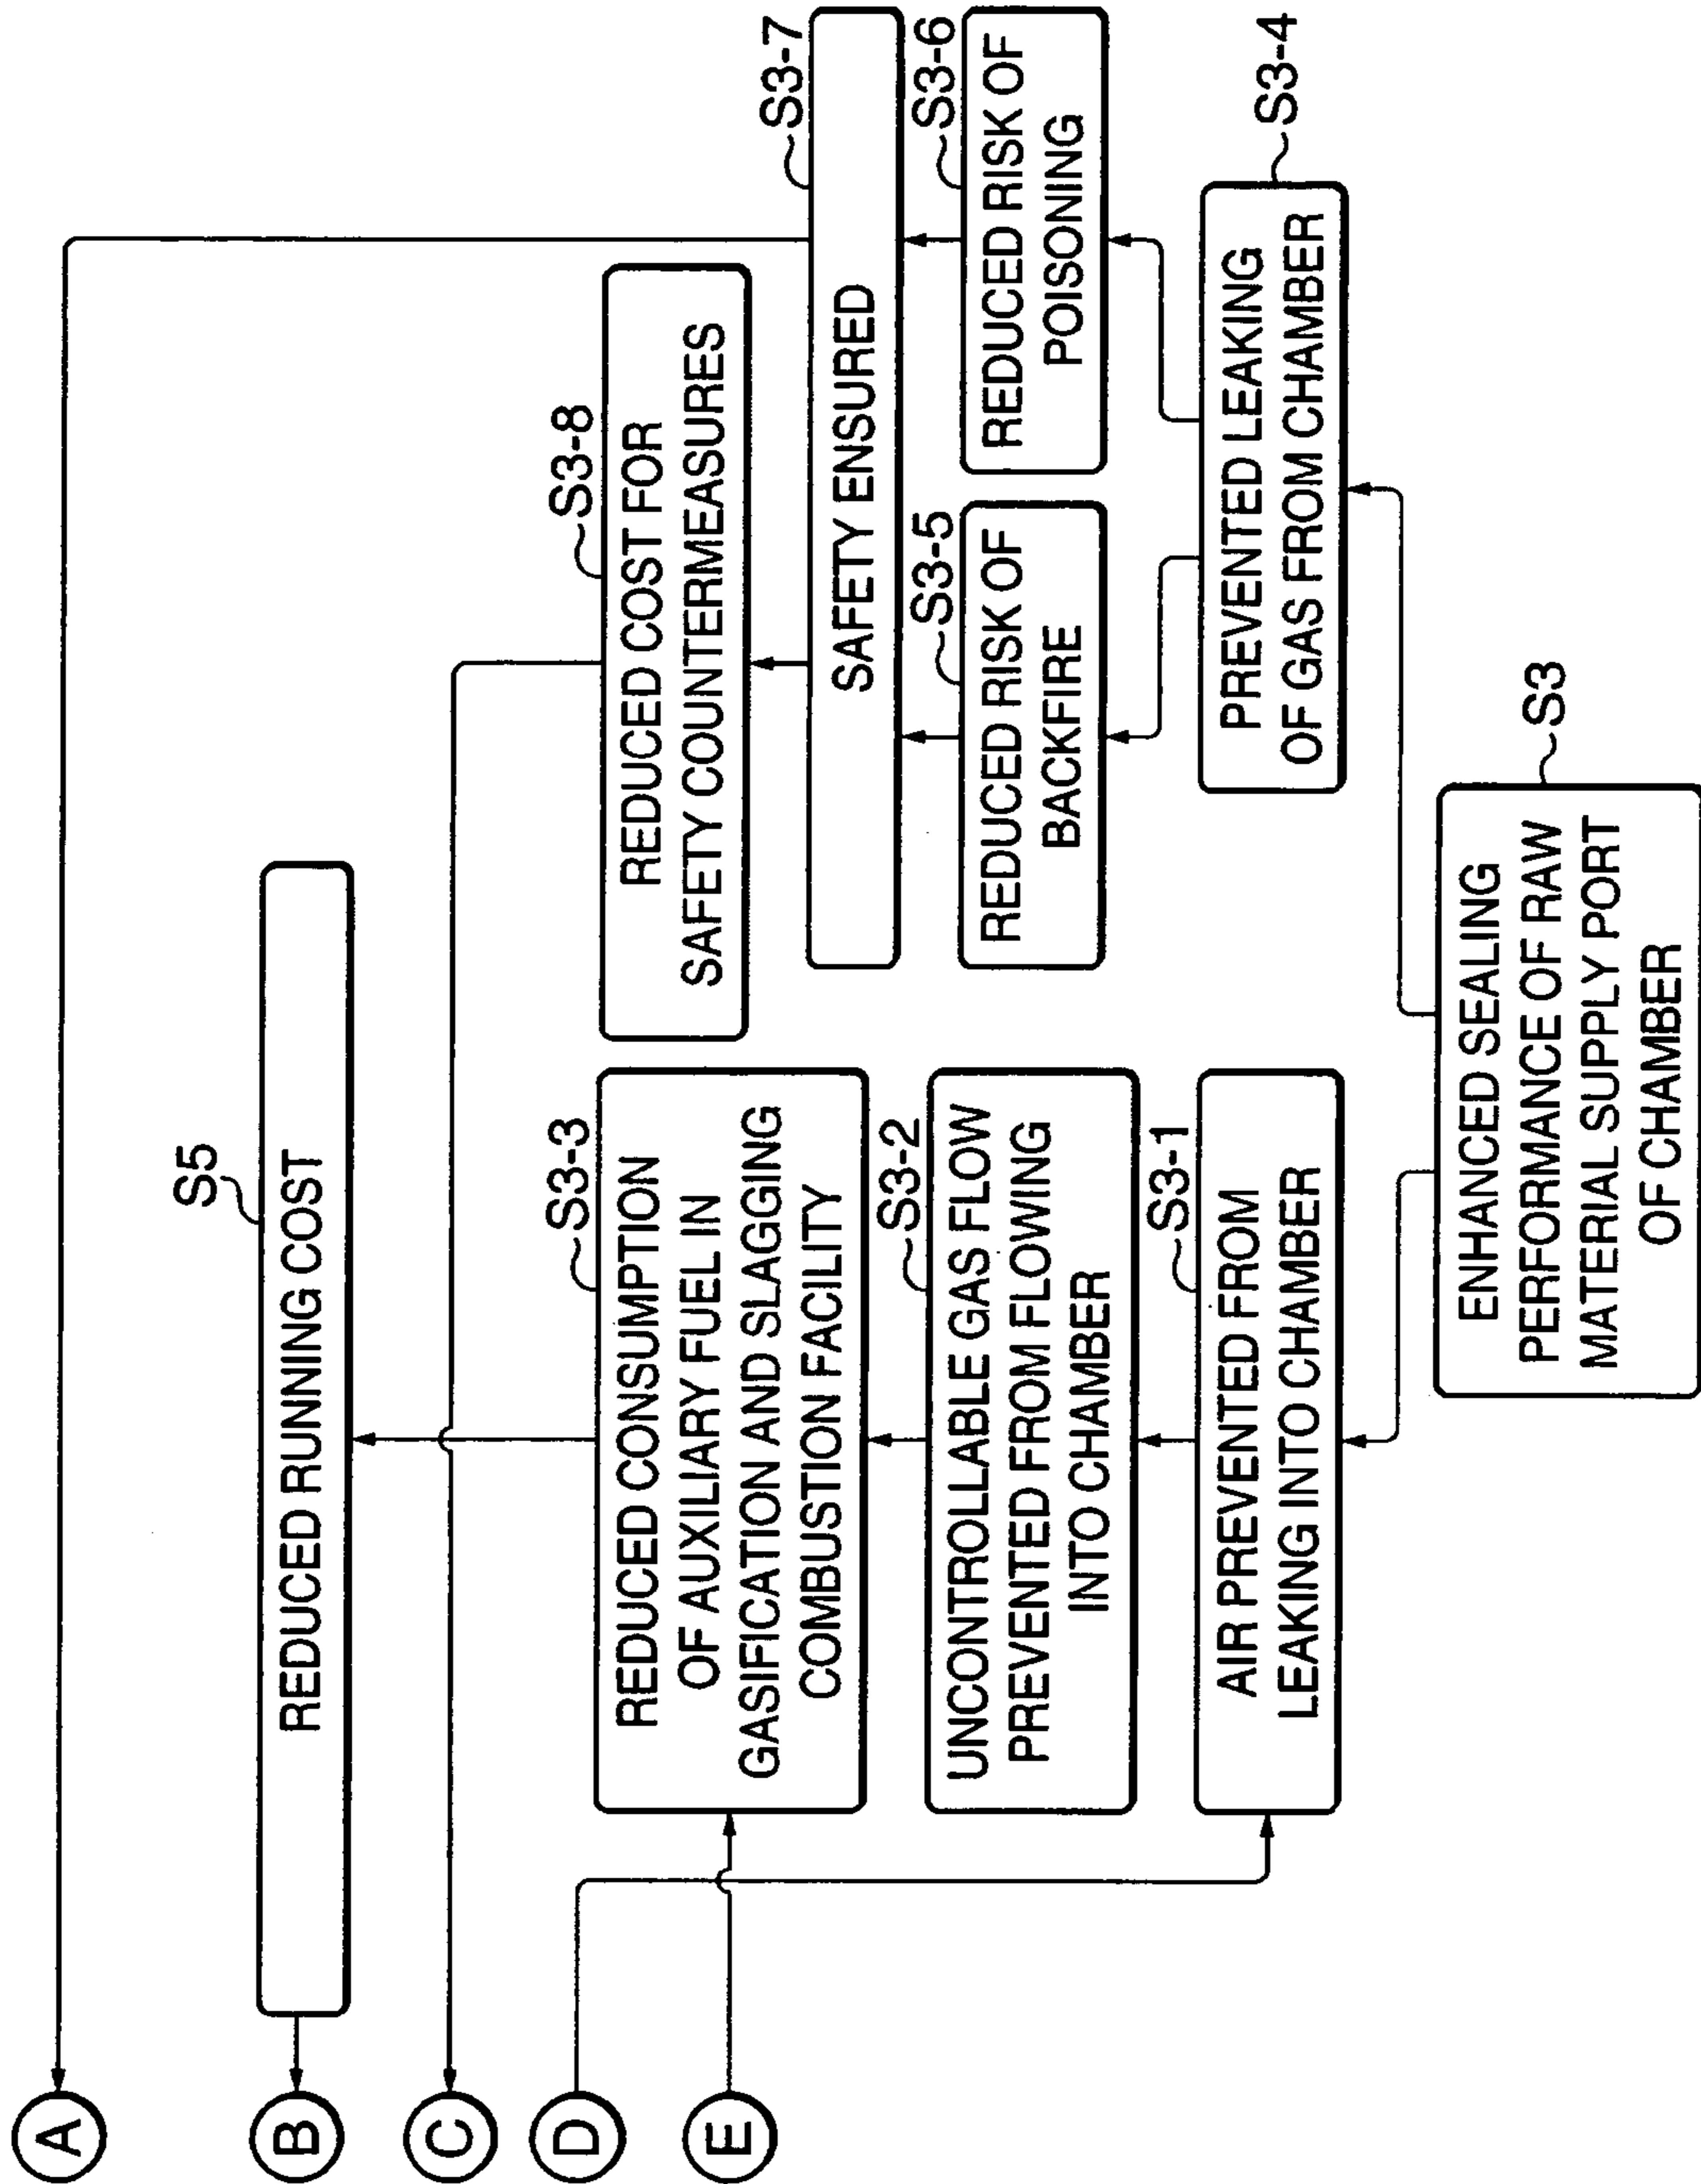 A
B
C
D
E
S5
REDUCED RUNNING COST
S3-3
REDUCED CONSUMPTION
OF AUXILIARY FUEL IN
GASIFICATION AND SLAGGING
COMBUSTION FACILITY
S3-8
REDUCED COST FOR
SAFETY COUNTERMEASURES
S3-7
SAFETY ENSURED
S3-2
UNCONTROLLABLE GAS FLOW
PREVENTED FROM FLOWING
INTO CHAMBER
S3-5
REDUCED RISK OF
BACKFIRE
S3-6
REDUCED RISK OF
POISONING
S3-1
AIR PREVENTED FROM
LEAKING INTO CHAMBER
PREVENTED LEAKING
OF GAS FROM CHAMBER
S3-4
ENHANCED SEALING
PERFORMANCE OF RAW
MATERIAL SUPPLY PORT
OF CHAMBER
S3